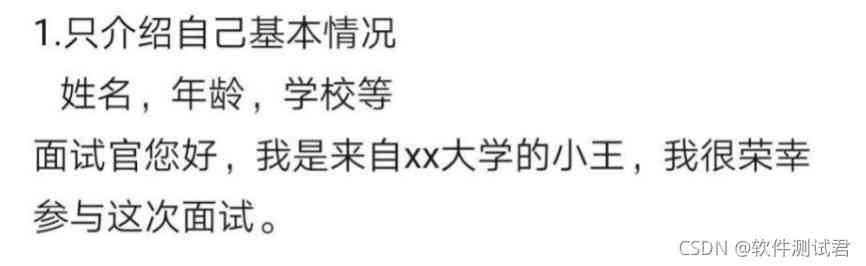 1.只介绍自己基本情况
姓名，年龄，学校等
面试官您好，我是来自xx大学的小王，我很荣幸
参与这次面试。
CSDN @软件测试君